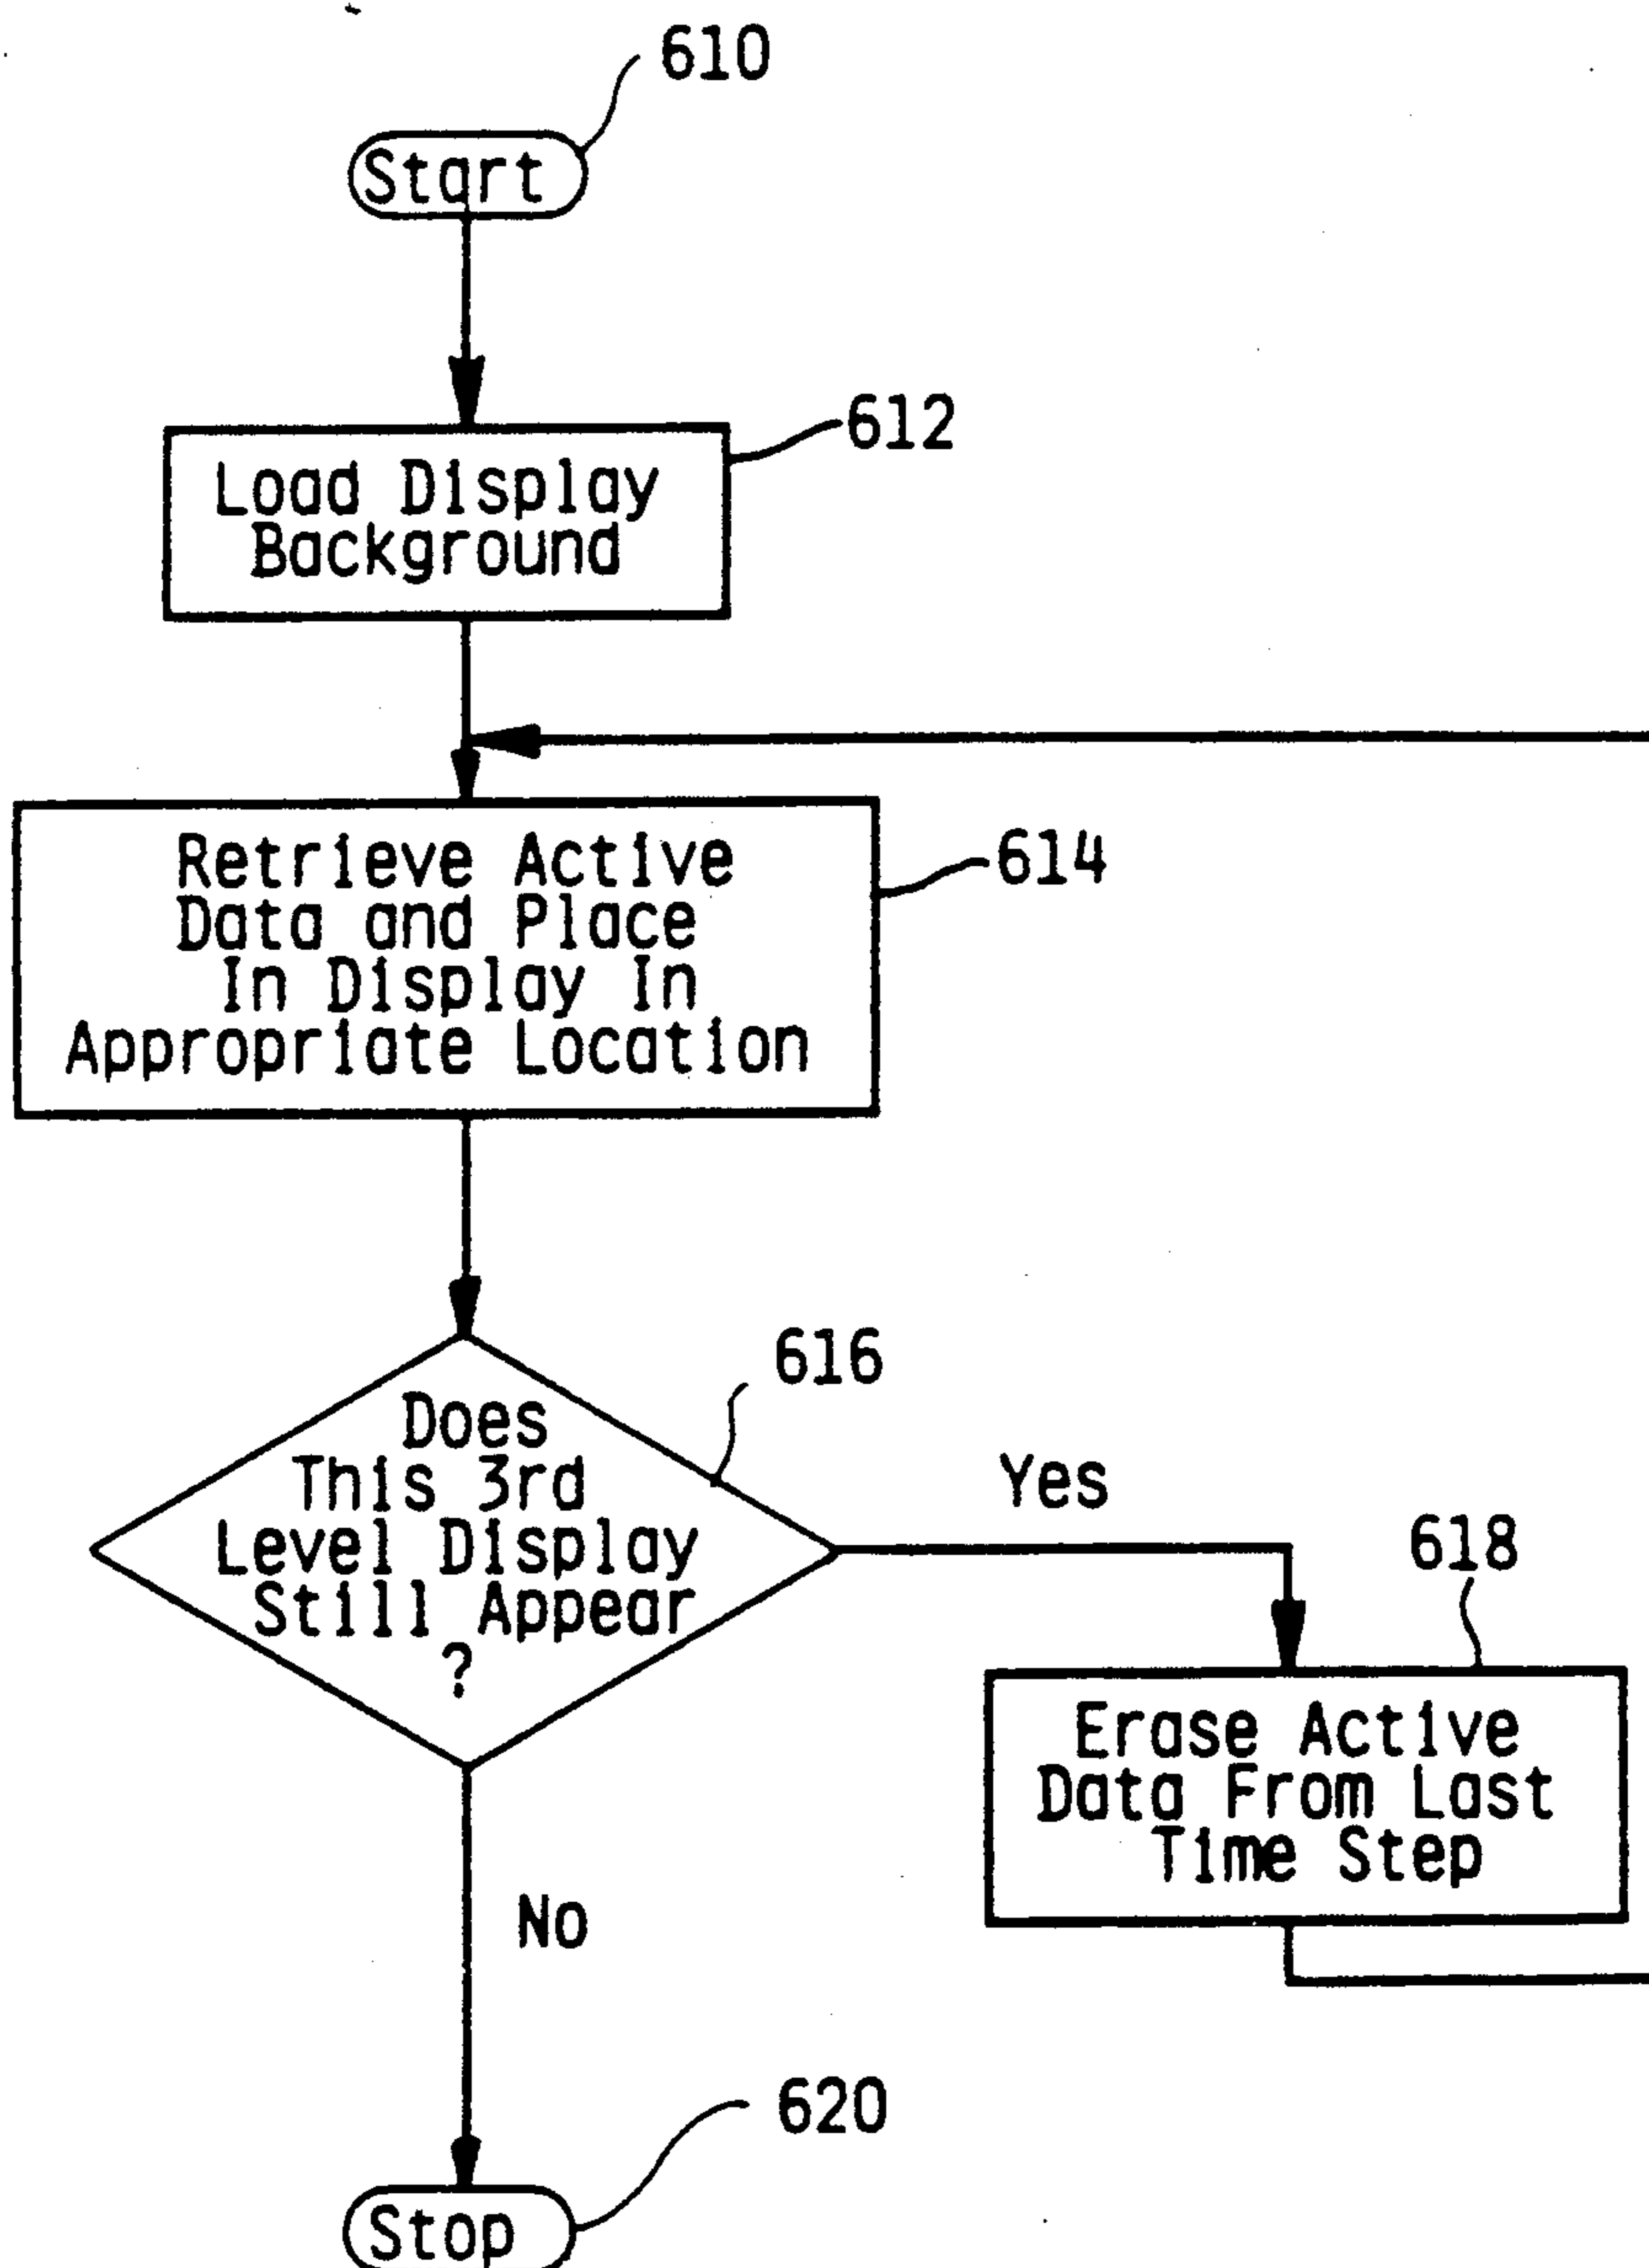 610
Start
612
Load Display
Background
614
Retrieve Active
Data and Place
In Display In
Appropriate Location
616
Does
This 3rd
Level Display
Still Appear
?
Yes
618
Erase Active
Data From Last
Time Step
No
620
Stop